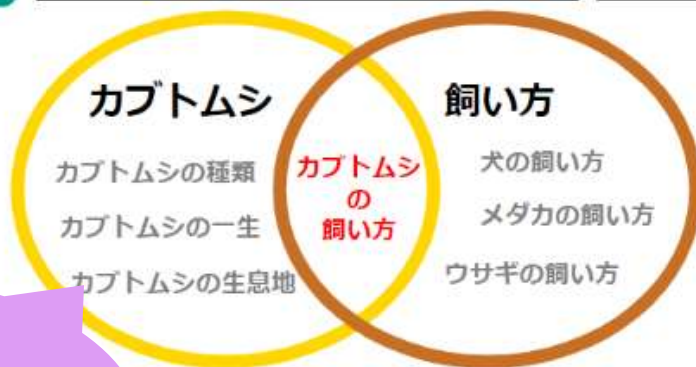 カブトムシ
カブトムシの種類
カブトムシの一生
カブトムシの生息地
カブトムシ
の
飼い方
飼い方
犬の飼い方
メダカの飼い方
ウサギの飼い方